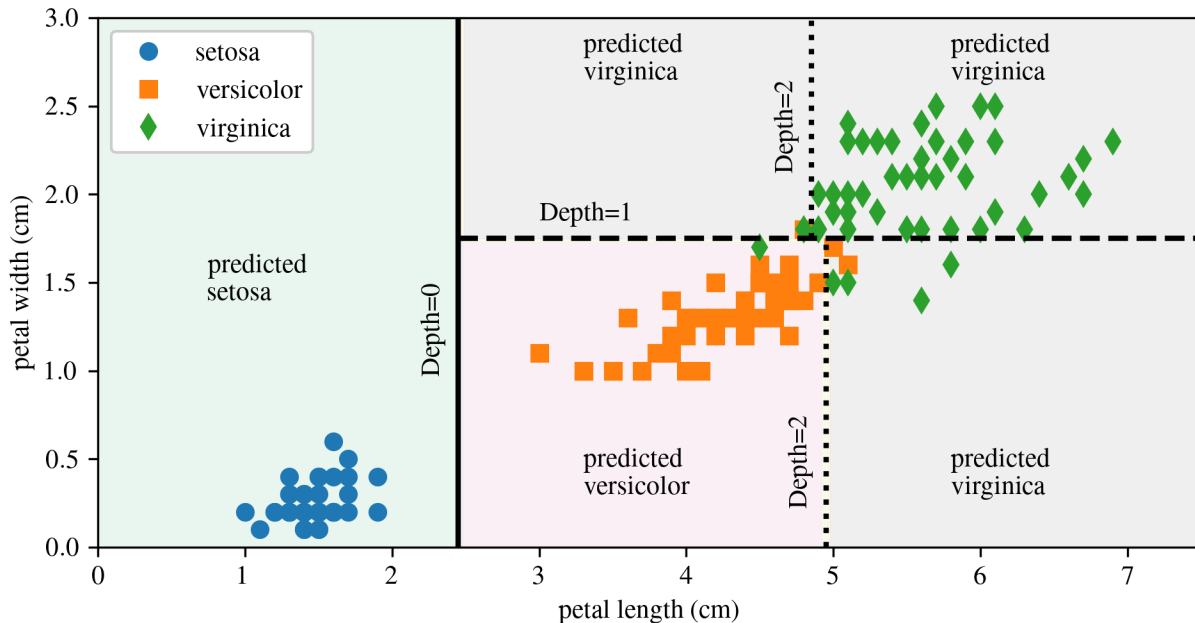 3.0
2.5
2.0
1.5
1.0
0.5
0.0
petal width (cm)
setosa
versicolor
virginica
predicted
setosa
Depth=0
predicted
virginica
Depth=2
predicted
virginica
Depth=1
predicted
versicolor
Depth=2
predicted
virginica
0
1
2
3
4
5
6
7
petal length (cm)